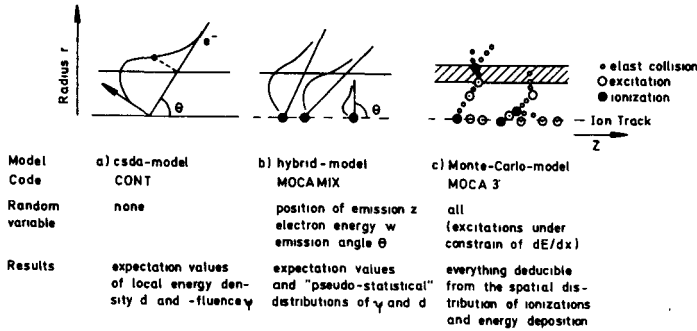 Radius r
e⁻
θ
θ
elast collision
excitation
ionization
Ion Track
z
Model a) csda-model b) hybrid-model c) Monte-Carlo-model
Code CONT MOCAMIX MOCA 3
Random variable
none
position of emission z
electron energy w
emission angle θ
all
(excitations under
constrain of dE/dx)
Results
expectation values
of local energy den-
sity d and -fluence ψ
expectation values
and "pseudo-statistical"
distributions of ψ and d
everything deducible
from the spatial dis-
tribution of ionizations
and energy deposition